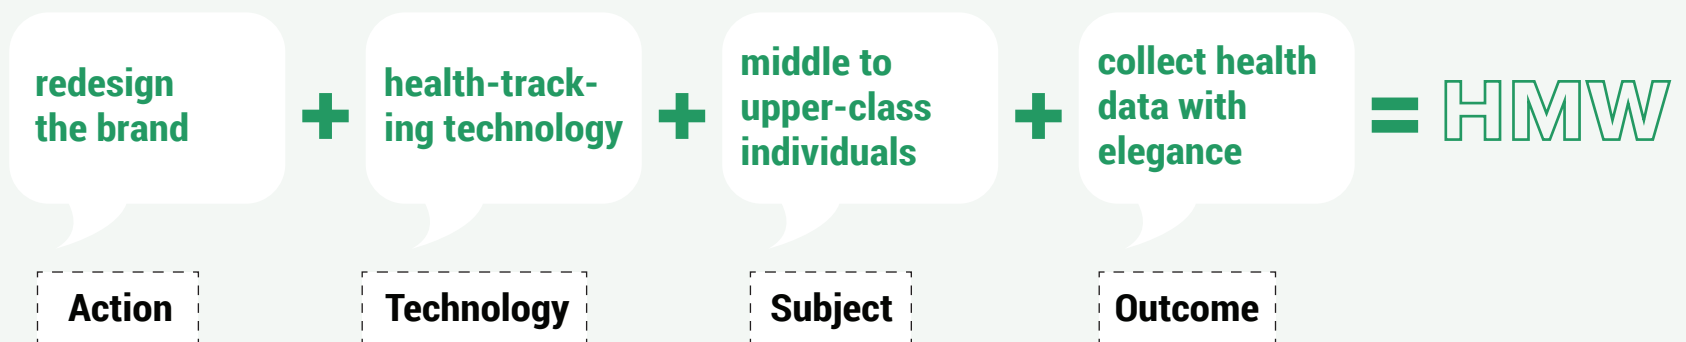 redesign
the brand
+
health-track-
ing technology
+
middle to
upper-class
individuals
+
collect health
data with
elegance
= HMW
Action
Technology
Subject
Outcome